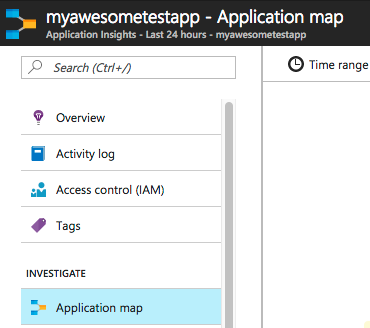 myawesometestapp - Application map
Application Insights - Last 24 hours - myawesometestapp
Search (Ctrl+/)
Time range
Overview
Activity log
Access control (IAM)
Tags
INVESTIGATE
Application map